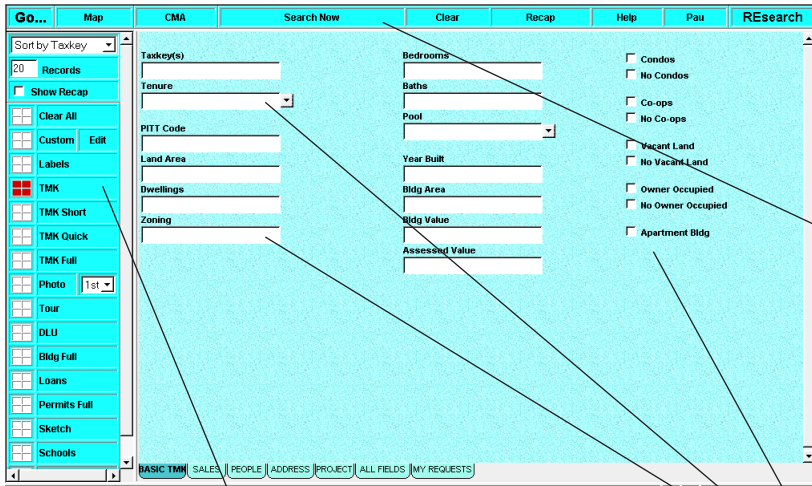 Go... Map CMA Search Now Clear Recap Help Pau REsearch
Sort by Taxkey
20 Records
Show Recap
Clear All
Custom Edit
Labels
TMK
TMK Short
TMK Quick
TMK Full
Photo 1st
Tour
DLU
Bldg Full
Loans
Permits Full
Sketch
Schools
Taxkey(s)
Tenure
PITT Code
Land Area
Dwellings
Zoning
Bedrooms
Baths
Pool
Year Built
Bldg Area
Bldg Value
Assessed Value
Condos
No Condos
Co-ops
No Co-ops
Vacant Land
No Vacant Land
Owner Occupied
No Owner Occupied
Apartment Bldg
BASIC TMK SALES PEOPLE ADDRESS PROJECT ALL FIELDS MY REQUESTS